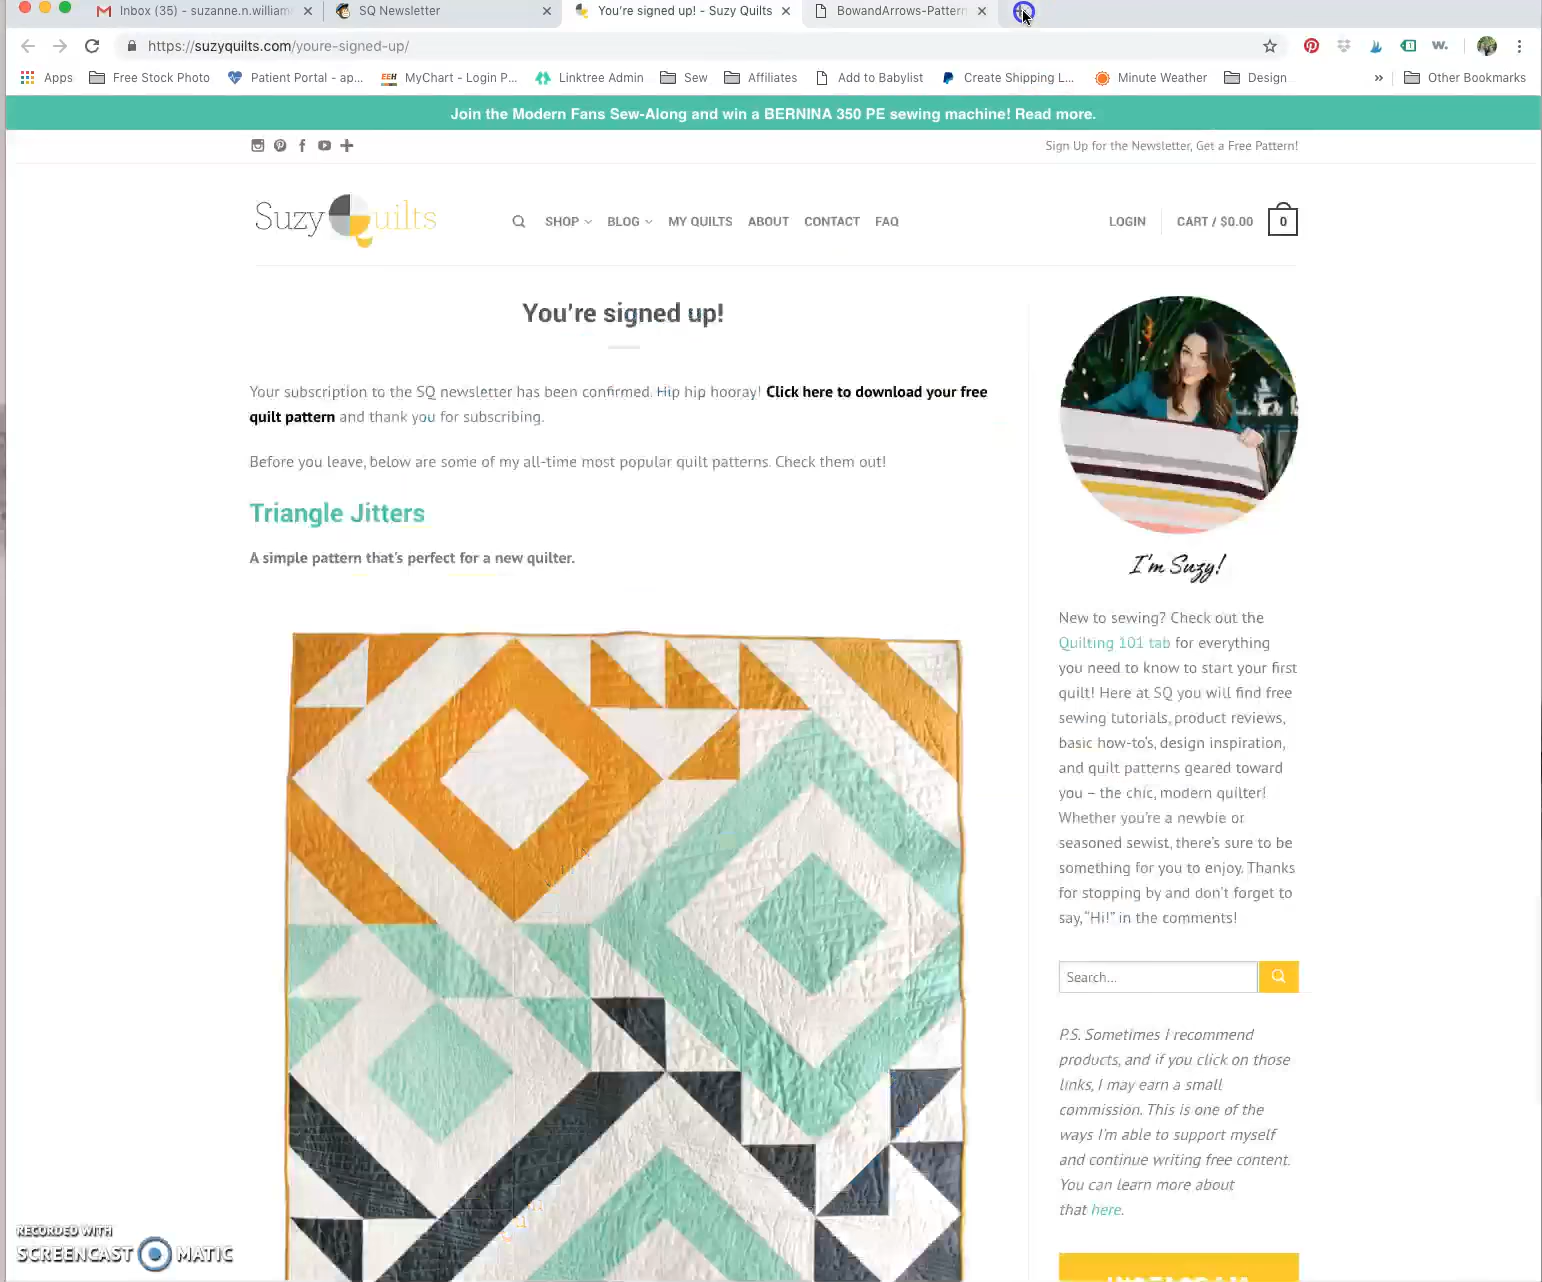 Inbox (35) - suzanne.n.william
SQ Newsletter
You're signed up! - Suzy Quilts
BowandArrows-Pattern
https://suzyquilts.com/youre-signed-up/
Apps
Free Stock Photo
Patient Portal - ap...
EEH
MyChart - Login P...
Linktree Admin
Sew
Affiliates
Add to Babylist
Create Shipping L...
Minute Weather
Design
»
Other Bookmarks
Join the Modern Fans Sew-Along and win a BERNINA 350 PE sewing machine! Read more.
Sign Up for the Newsletter, Get a Free Pattern!
Suzy Quilts
SHOP
BLOG
MY QUILTS
ABOUT
CONTACT
FAQ
LOGIN
CART / $0.00
0
You're signed up!
Your subscription to the SQ newsletter has been confirmed. Hip hip hooray! Click here to download your free
quilt pattern and thank you for subscribing.
Before you leave, below are some of my all-time most popular quilt patterns. Check them out!
Triangle Jitters
A simple pattern that's perfect for a new quilter.
I'm Suzy!
New to sewing? Check out the
Quilting 101 tab for everything
you need to know to start your first
quilt! Here at SQ you will find free
sewing tutorials, product reviews,
basic how-to's, design inspiration,
and quilt patterns geared toward
you – the chic, modern quilter!
Whether you're a newbie or
seasoned sewist, there's sure to be
something for you to enjoy. Thanks
for stopping by and don't forget to
say, "Hi!" in the comments!
Search...
P.S. Sometimes I recommend
products, and if you click on those
links, I may earn a small
commission. This is one of the
ways I'm able to support myself
and continue writing free content.
You can learn more about
that here.
INSTAGRAM
RECORDED WITH
SCREENCAST MATIC